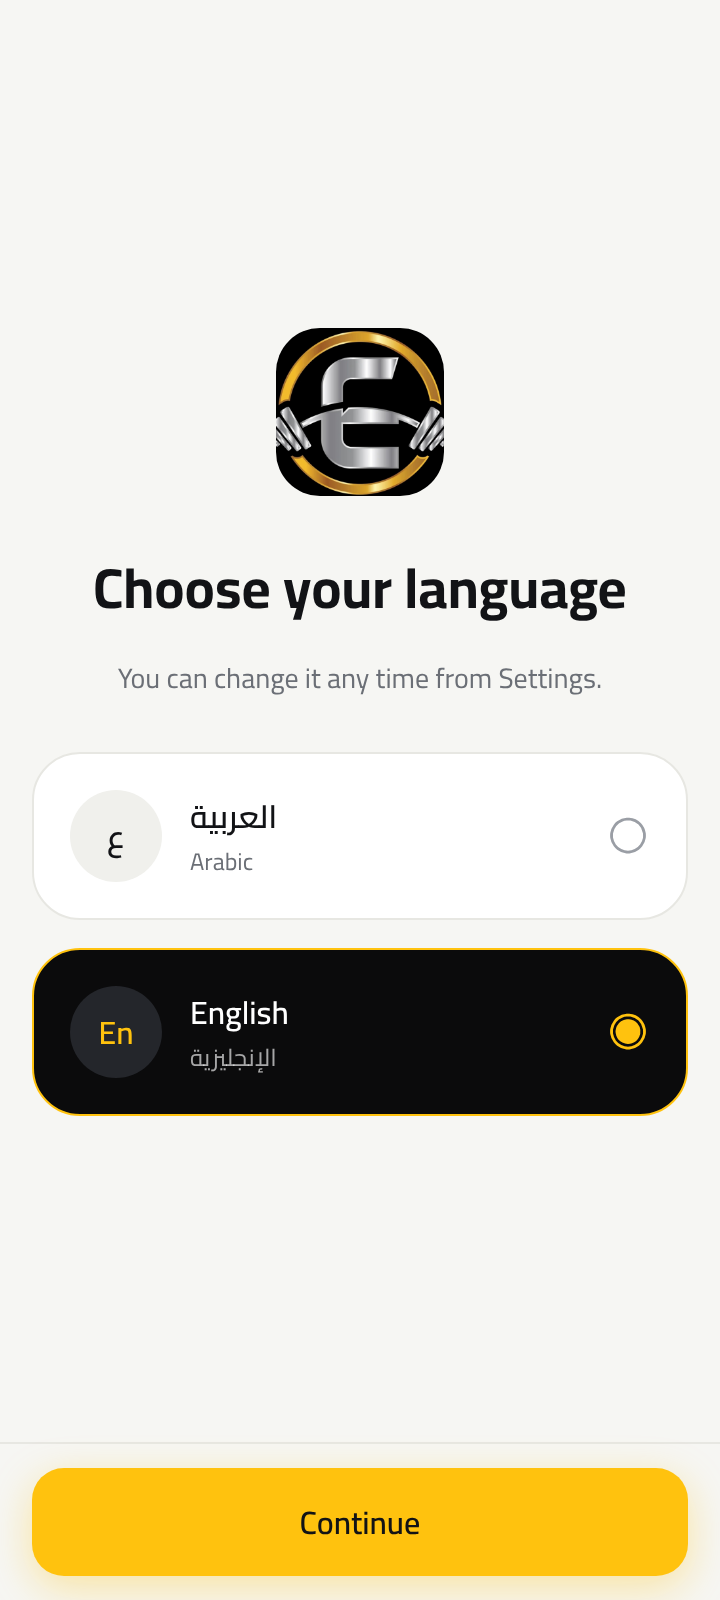 E
Choose your language
You can change it any time from Settings.
ع
العربية
Arabic
En
English
الإنجليزية
Continue